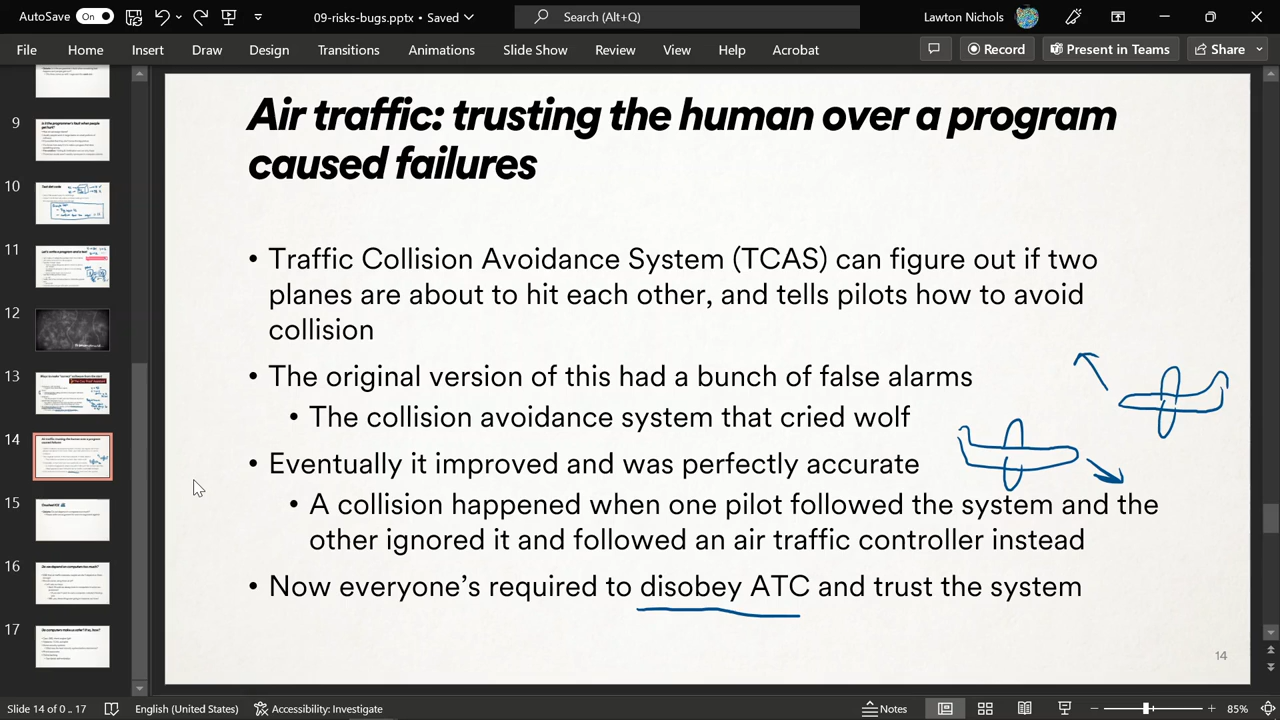 AutoSave On 09-risks-bugs.pptx • Saved Search (Alt+Q) Lawton Nichols
File Home Insert Draw Design Transitions Animations Slide Show Review View Help Acrobat Record Present in Teams Share
9
10
11
12
13
14
15
16
17
Air traffic: trusting the human over a program
caused failures
• Traffic Collision Avoidance System (TCAS) can figure out if two
planes are about to hit each other, and tells pilots how to avoid
collision
• The original version of this had a bunch of false alarms
• The collision avoidance system that cried wolf
• Eventually it improved and was perfectly accurate
• A collision happened when one pilot followed the system and the
other ignored it and followed an air traffic controller instead
• Now everyone's required to disobey ATC and trust the system
14
Slide 14 of 0 .. 17 English (United States) Accessibility: Investigate Notes 85%